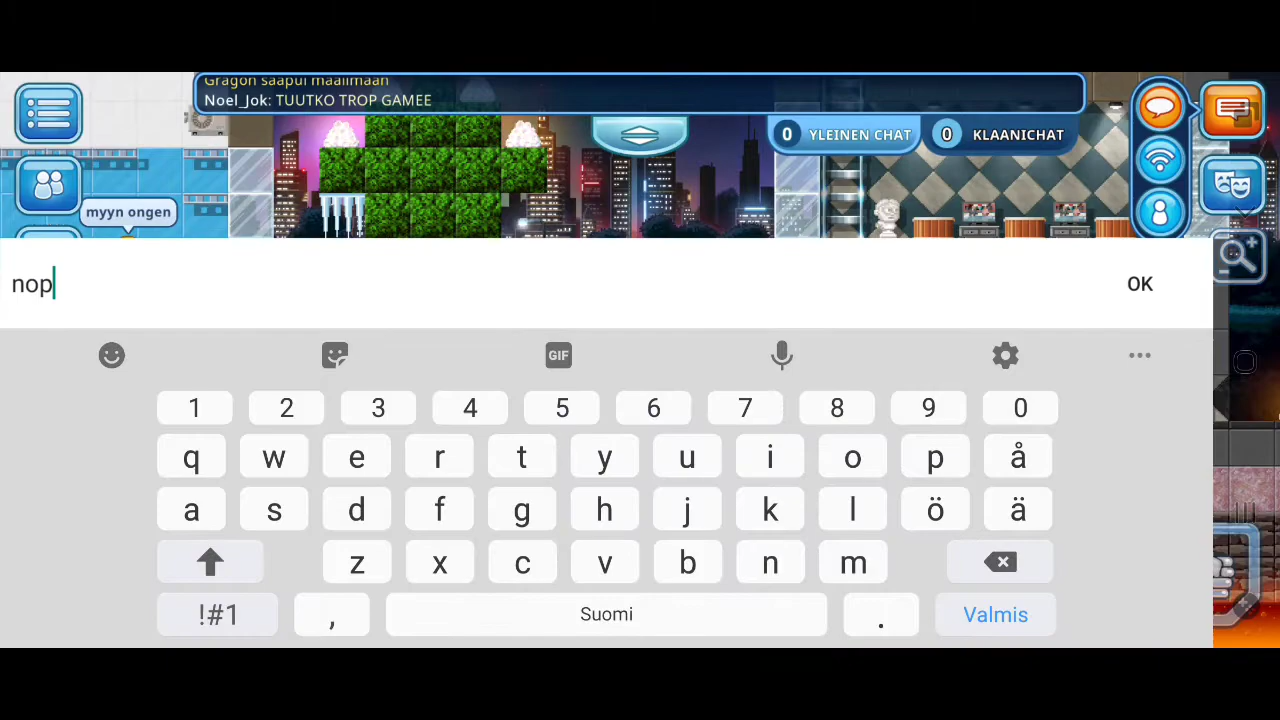 Gragon saapui maailmaan
Noel_Jok: TUUTKO TROP GAMEE
0 YLEINEN CHAT
0 KLAANICHAT
myyn ongen
nop
OK
GIF
1 2 3 4 5 6 7 8 9 0
q w e r t y u i o p å
a s d f g h j k l ö ä
z x c v b n m
!#1 , Suomi . Valmis